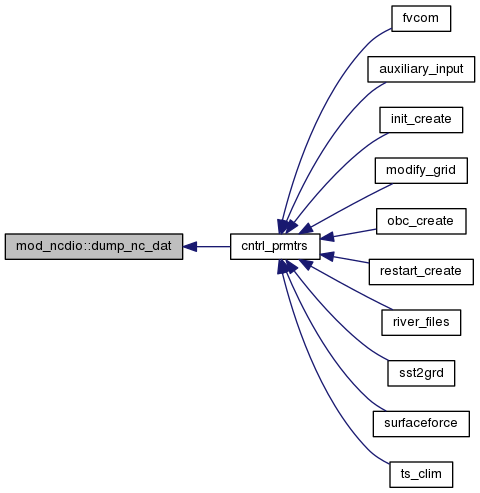 fvcom
auxiliary_input
init_create
modify_grid
obc_create
mod_ncdio::dump_nc_dat
cntrl_prmtrs
restart_create
river_files
sst2grd
surfaceforce
ts_clim